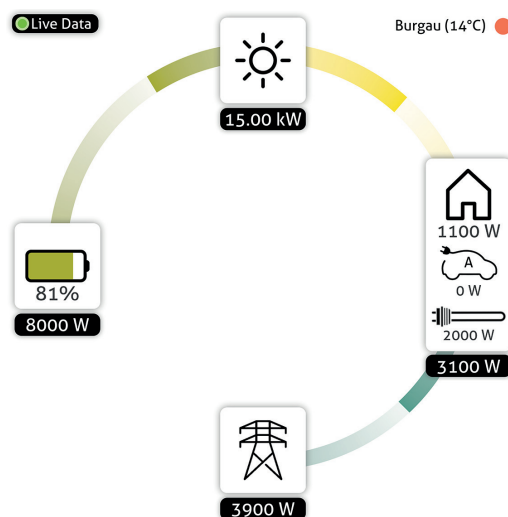 Live Data
Burgau (14°C)
15.00 kW
1100 W
A
0 W
2000 W
3100 W
81%
8000 W
3900 W